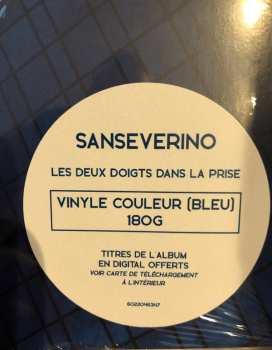 SANSEVERINO
LES DEUX DOIGTS DANS LA PRISE
VINYLE COULEUR (BLEU)
180G
TITRES DE L'ALBUM
EN DIGITAL OFFERTS
VOIR CARTE DE TÉLÉCHARGEMENT
À L'INTÉRIEUR